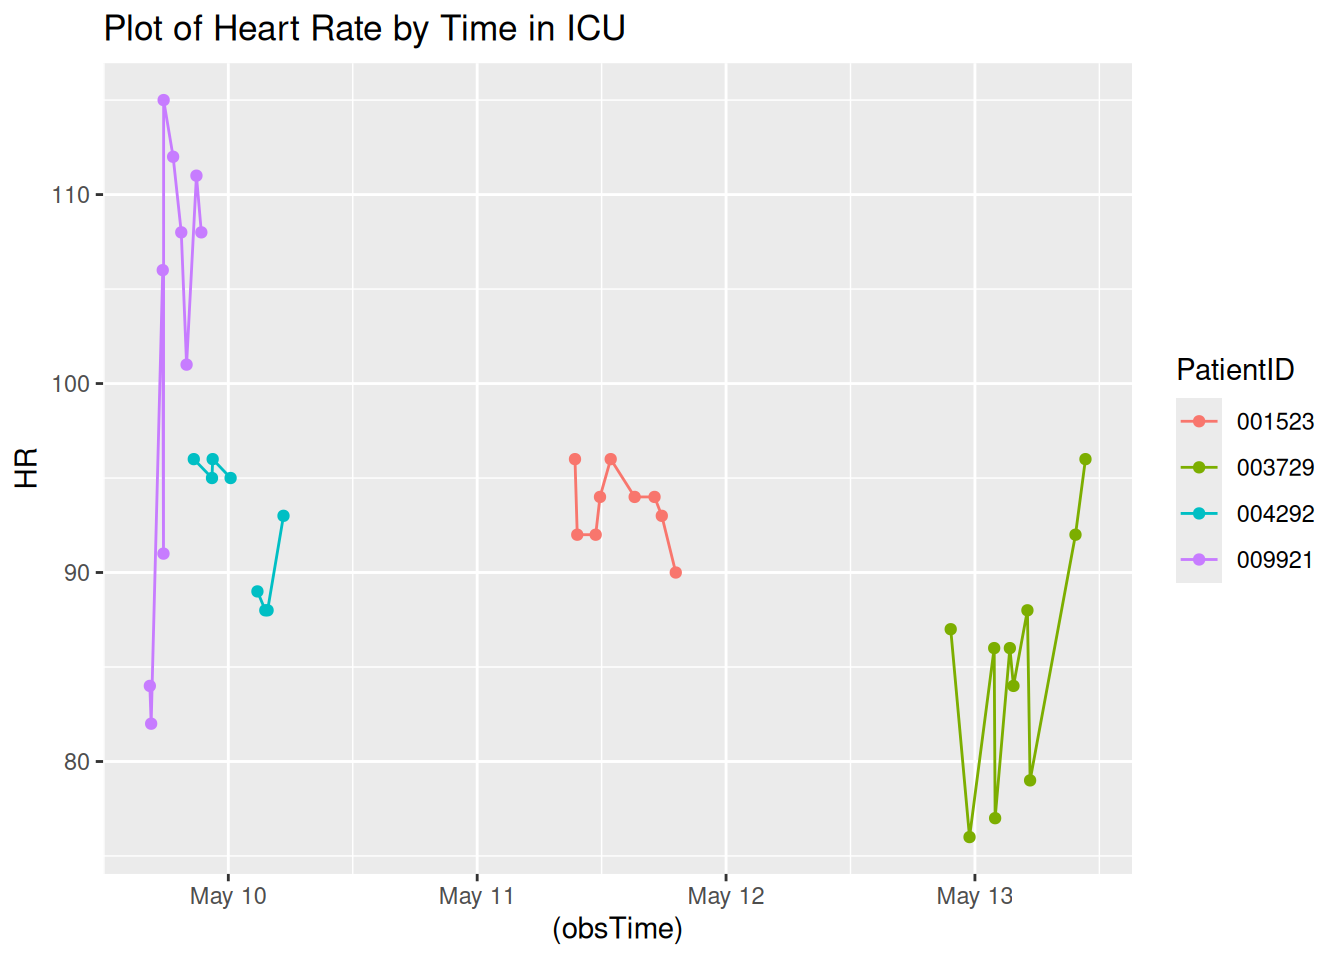 Plot of Heart Rate by Time in ICU
HR
110
100
90
80
May 10
May 11
May 12
May 13
(obsTime)
PatientID
001523
003729
004292
009921